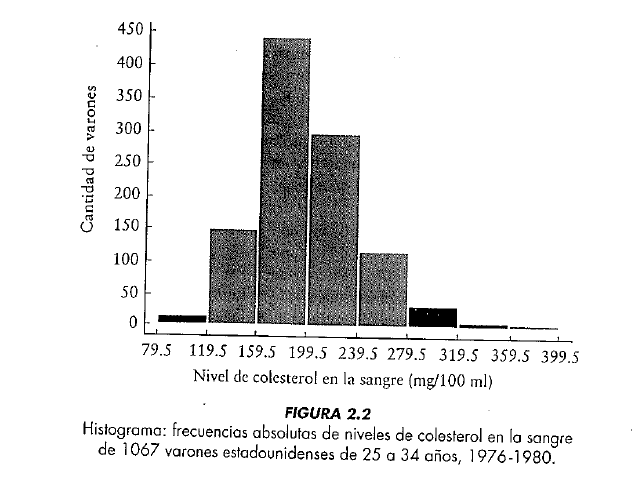 450
400
350
300
250
200
150
100
50
0
Cantidad de varones
79.5 119.5 159.5 199.5 239.5 279.5 319.5 359.5 399.5
Nivel de colesterol en la sangre (mg/100 ml)
FIGURA 2.2
Histograma: frecuencias absolutas de niveles de colesterol en la sangre
de 1067 varones estadounidenses de 25 a 34 años, 1976-1980.